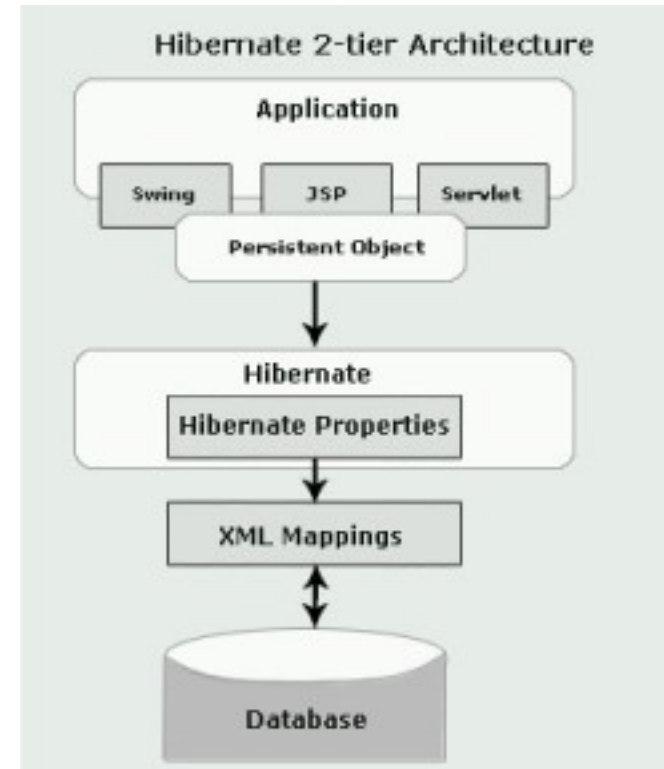 Hibernate 2-tier Architecture
Application
Swing
JSP
Servlet
Persistent Object
Hibernate
Hibernate Properties
XML Mappings
Database